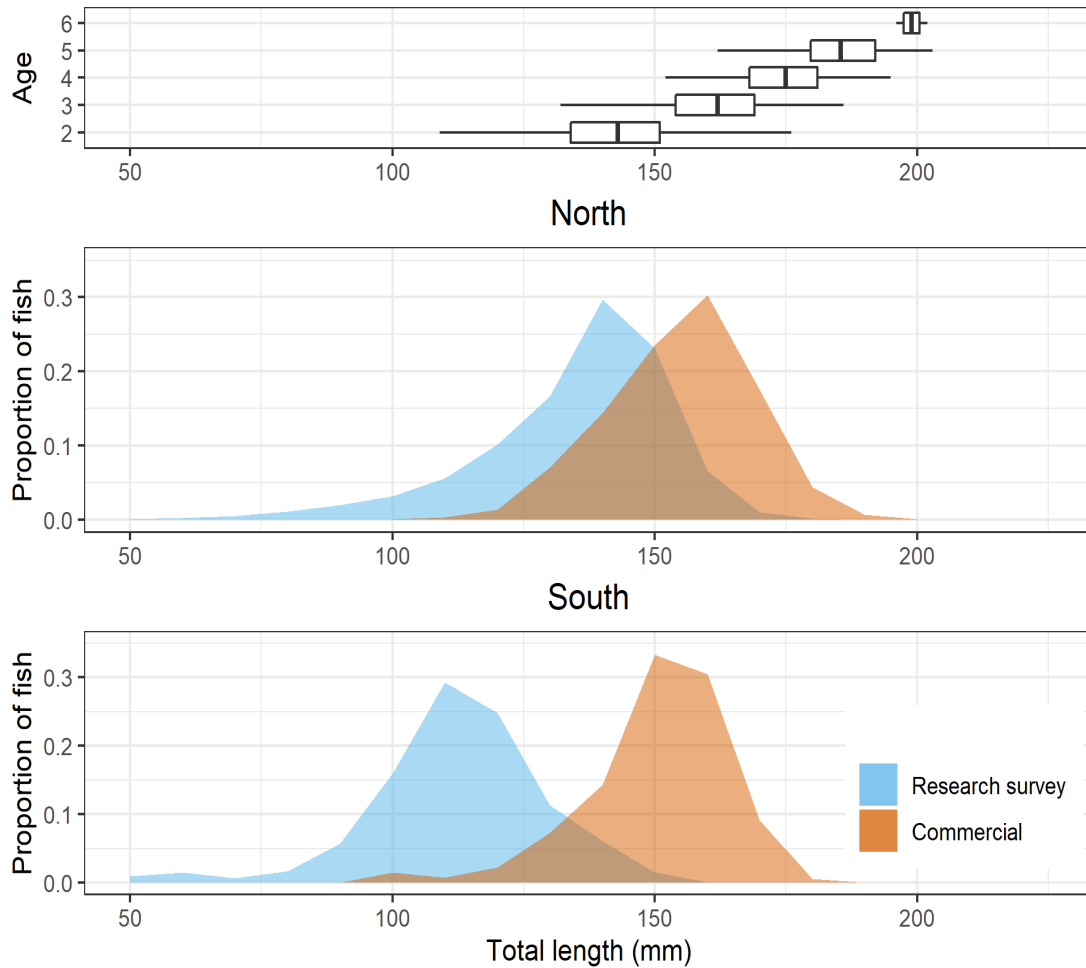 Age
6
5
4
3
2
50 100 150 200
North
Proportion of fish
0.3
0.2
0.1
0.0
50 100 150 200
South
Proportion of fish
0.3
0.2
0.1
0.0
Research survey
Commercial
50 100 150 200
Total length (mm)